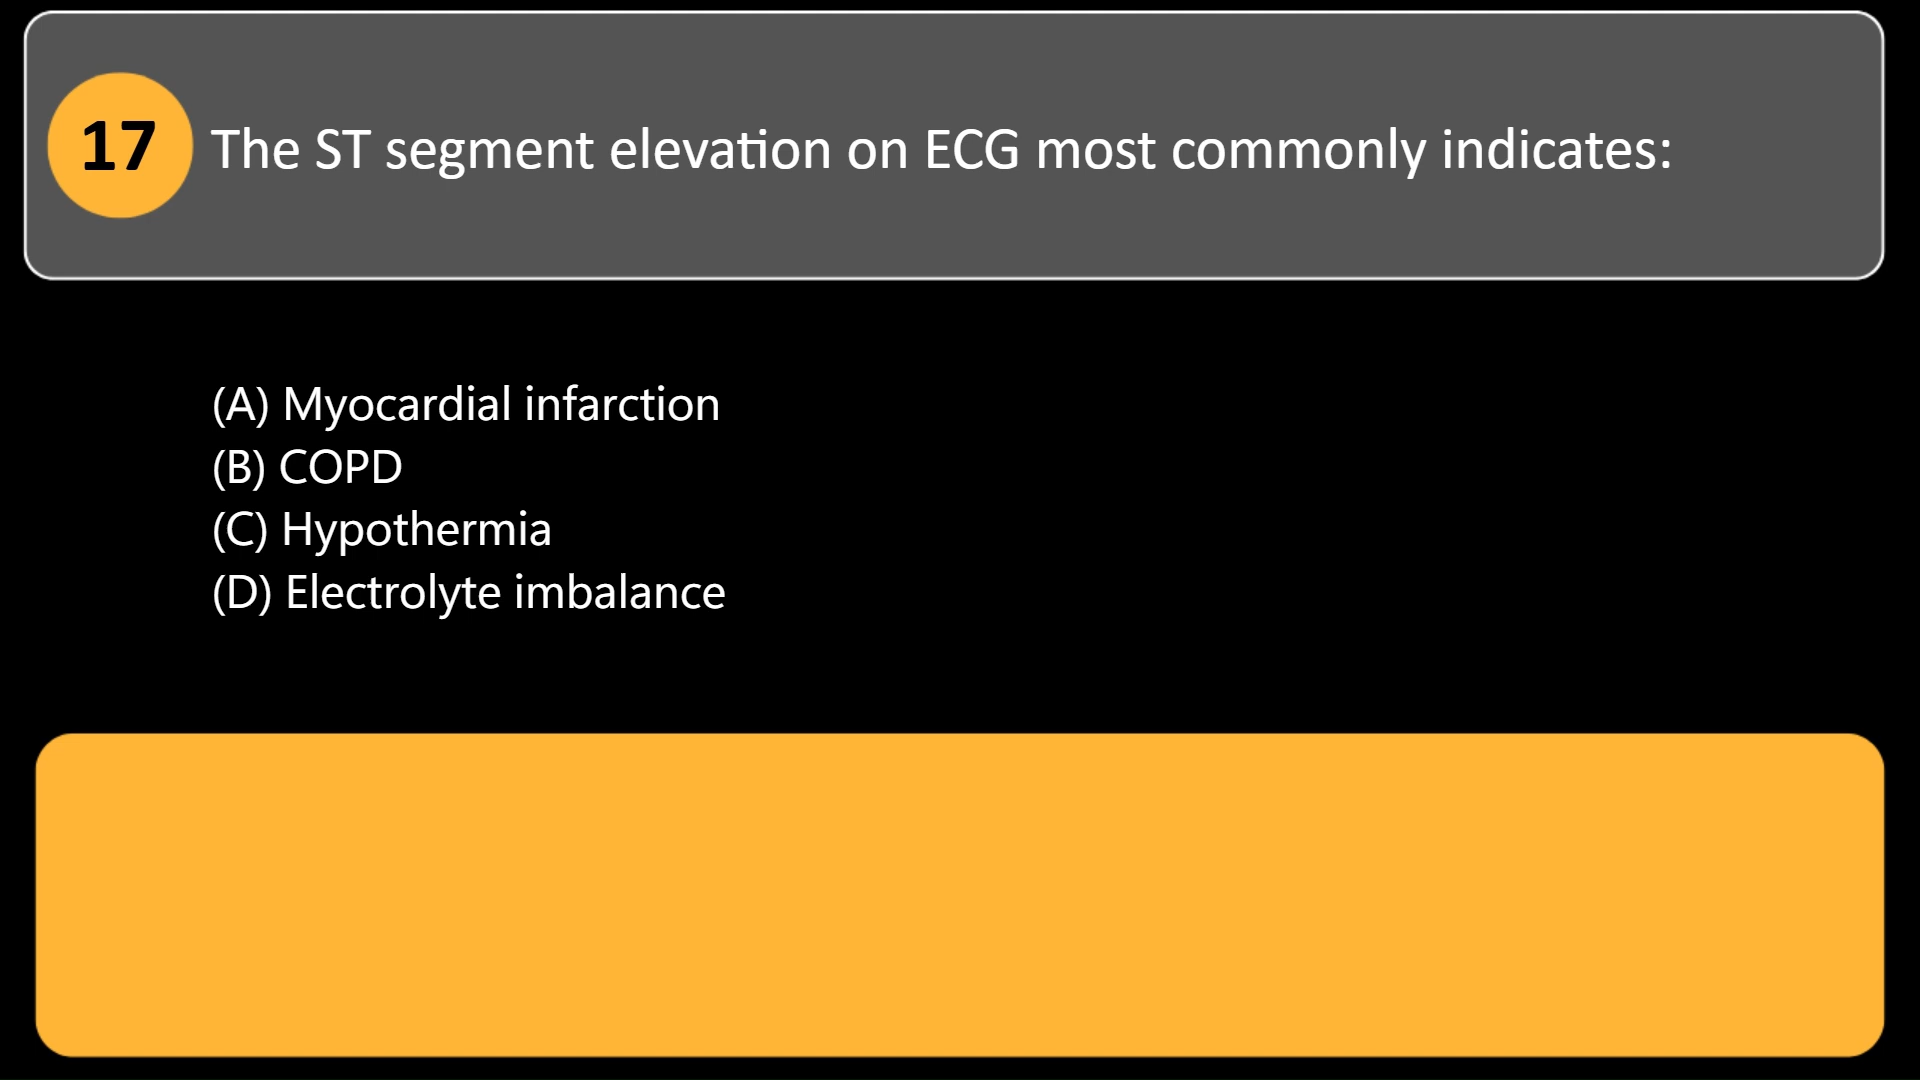 17 The ST segment elevation on ECG most commonly indicates:
(A) Myocardial infarction
(B) COPD
(C) Hypothermia
(D) Electrolyte imbalance